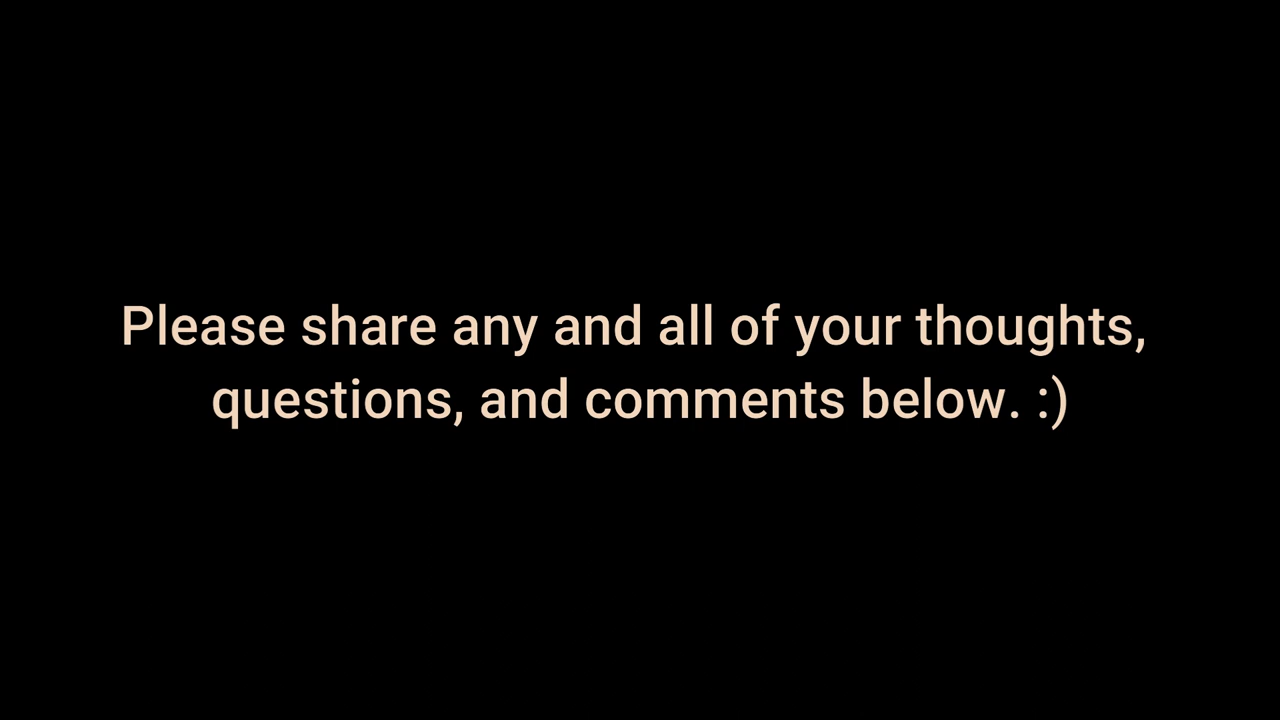 Please share any and all of your thoughts,
questions, and comments below. :)